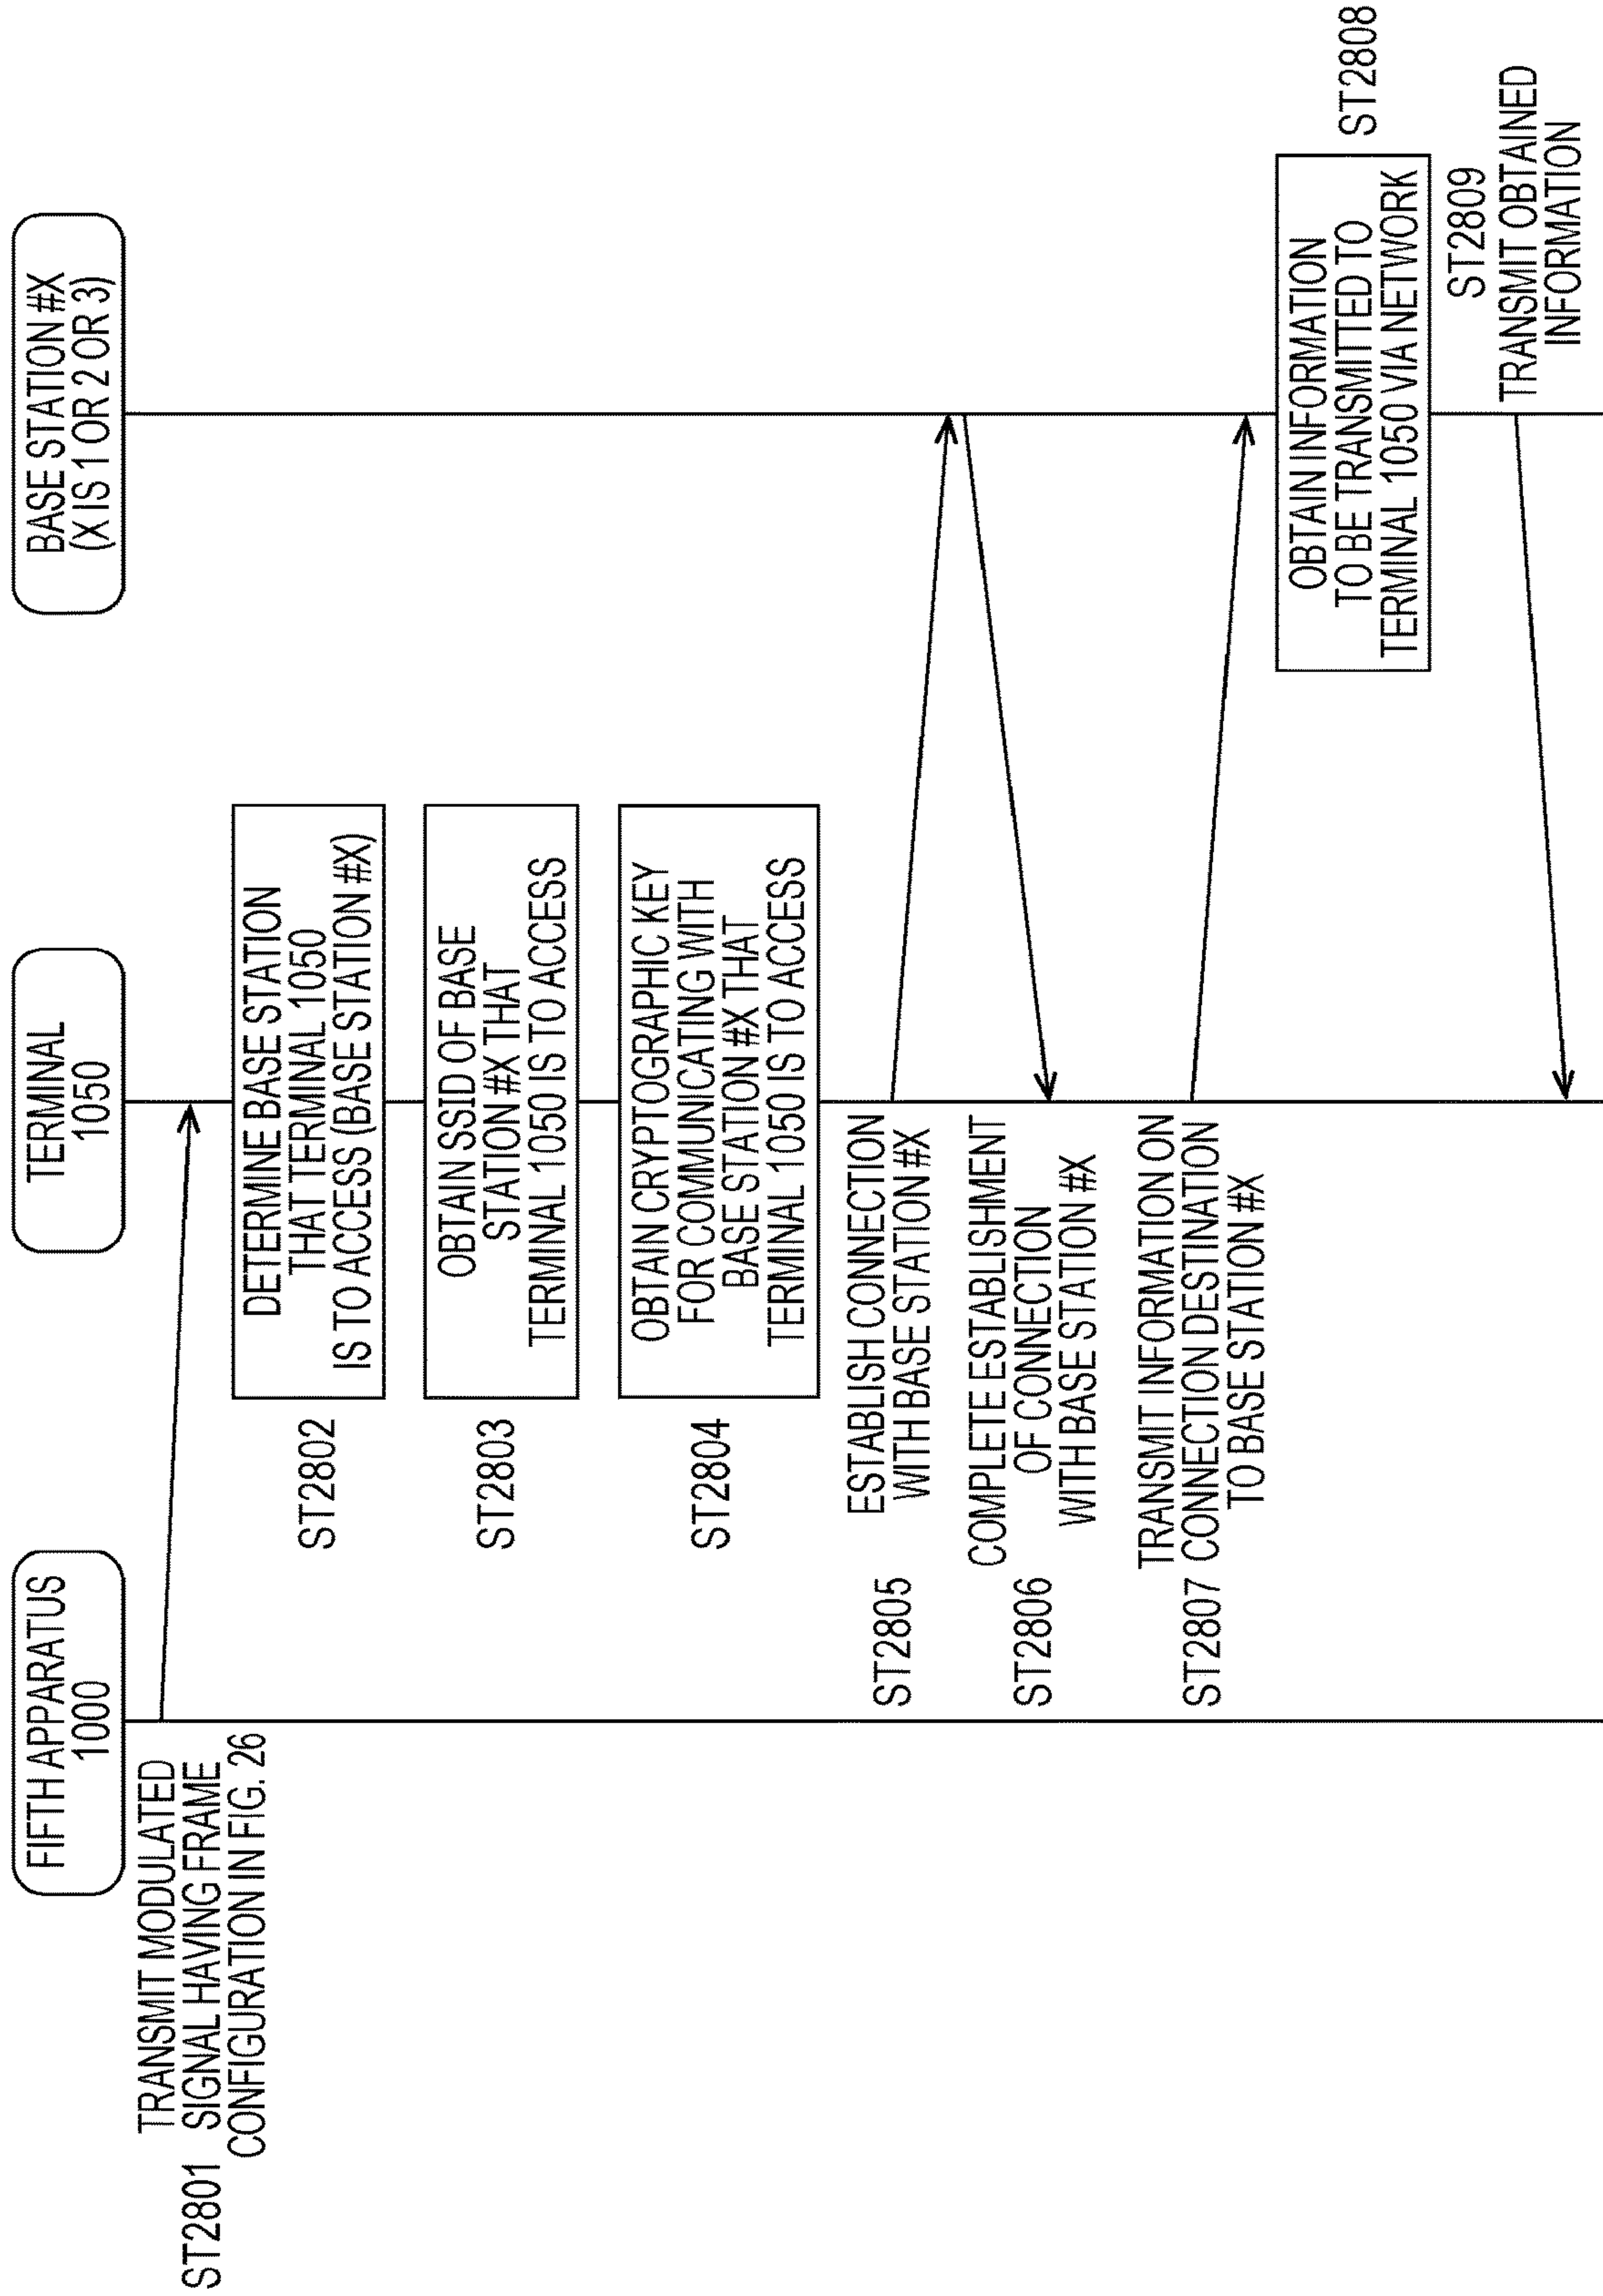 FIFTH APPARATUS
1000
TERMINAL
1050
BASE STATION #X
(X IS 1 OR 2 OR 3)
ST2801
TRANSMIT MODULATED
SIGNAL HAVING FRAME
CONFIGURATION IN FIG. 26
ST2802
DETERMINE BASE STATION
THAT TERMINAL 1050
IS TO ACCESS (BASE STATION #X)
ST2803
OBTAIN SSID OF BASE
STATION #X THAT
TERMINAL 1050 IS TO ACCESS
ST2804
OBTAIN CRYPTOGRAPHIC KEY
FOR COMMUNICATING WITH
BASE STATION #X THAT
TERMINAL 1050 IS TO ACCESS
ST2805
ESTABLISH CONNECTION
WITH BASE STATION #X
ST2806
COMPLETE ESTABLISHMENT
OF CONNECTION
WITH BASE STATION #X
ST2807
TRANSMIT INFORMATION ON
CONNECTION DESTINATION
TO BASE STATION #X
OBTAIN INFORMATION
TO BE TRANSMITTED TO
TERMINAL 1050 VIA NETWORK
ST2808
ST2809
TRANSMIT OBTAINED
INFORMATION